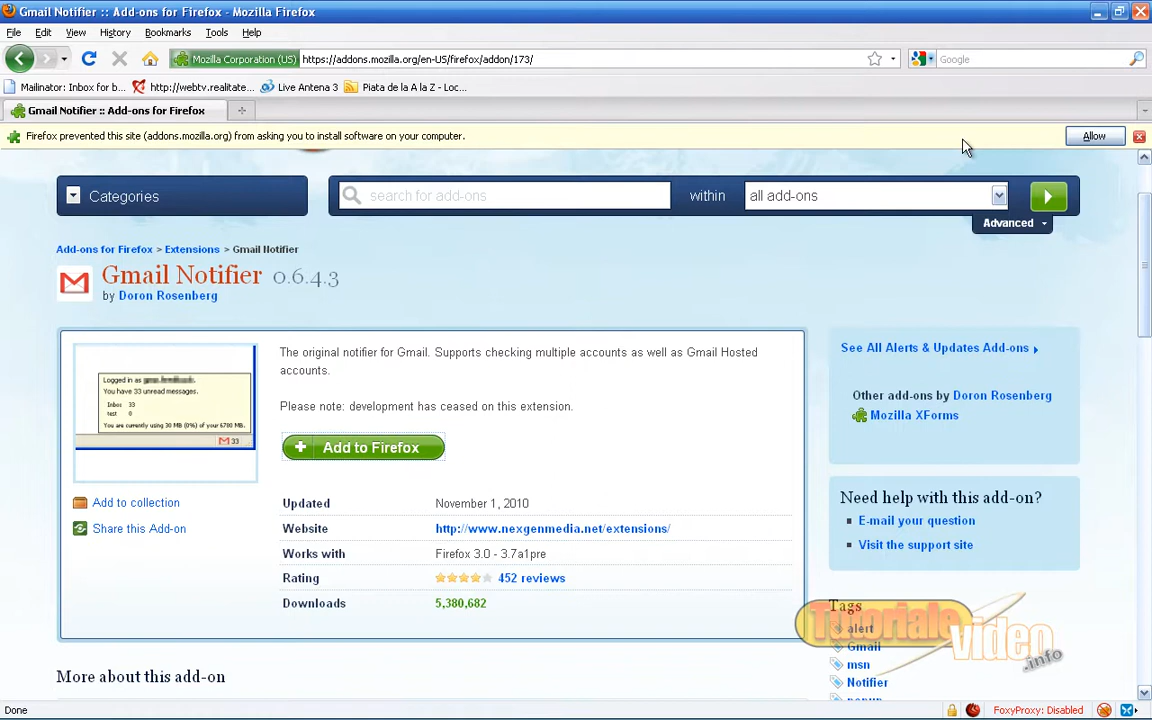 Gmail Notifier :: Add-ons for Firefox - Mozilla Firefox
File Edit View History Bookmarks Tools Help
Mozilla Corporation (US) https://addons.mozilla.org/en-US/firefox/addon/173/ Google
Mailinator: Inbox for b... http://webtv.realitate... Live Antena 3 Piata de la A la Z - Loc...
Gmail Notifier :: Add-ons for Firefox
Firefox prevented this site (addons.mozilla.org) from asking you to install software on your computer. Allow
Categories search for add-ons within all add-ons
Advanced
Add-ons for Firefox > Extensions > Gmail Notifier
Gmail Notifier 0.6.4.3
by Doron Rosenberg
The original notifier for Gmail. Supports checking multiple accounts as well as Gmail Hosted
accounts.
Please note: development has ceased on this extension.
Add to Firefox
Logged in as
You have 33 unread messages.
Inbox 33
test 0
You are currently using 30 MB (0%) of your 6780 MB.
33
Add to collection
Share this Add-on
Updated November 1, 2010
Website http://www.nexgenmedia.net/extensions/
Works with Firefox 3.0 - 3.7a1pre
Rating 452 reviews
Downloads 5,380,682
More about this add-on
See All Alerts & Updates Add-ons
Other add-ons by Doron Rosenberg
Mozilla XForms
Need help with this add-on?
E-mail your question
Visit the support site
Tags
alert
Gmail
msn
Notifier
Tutoriale
Video
.info
Done FoxyProxy: Disabled